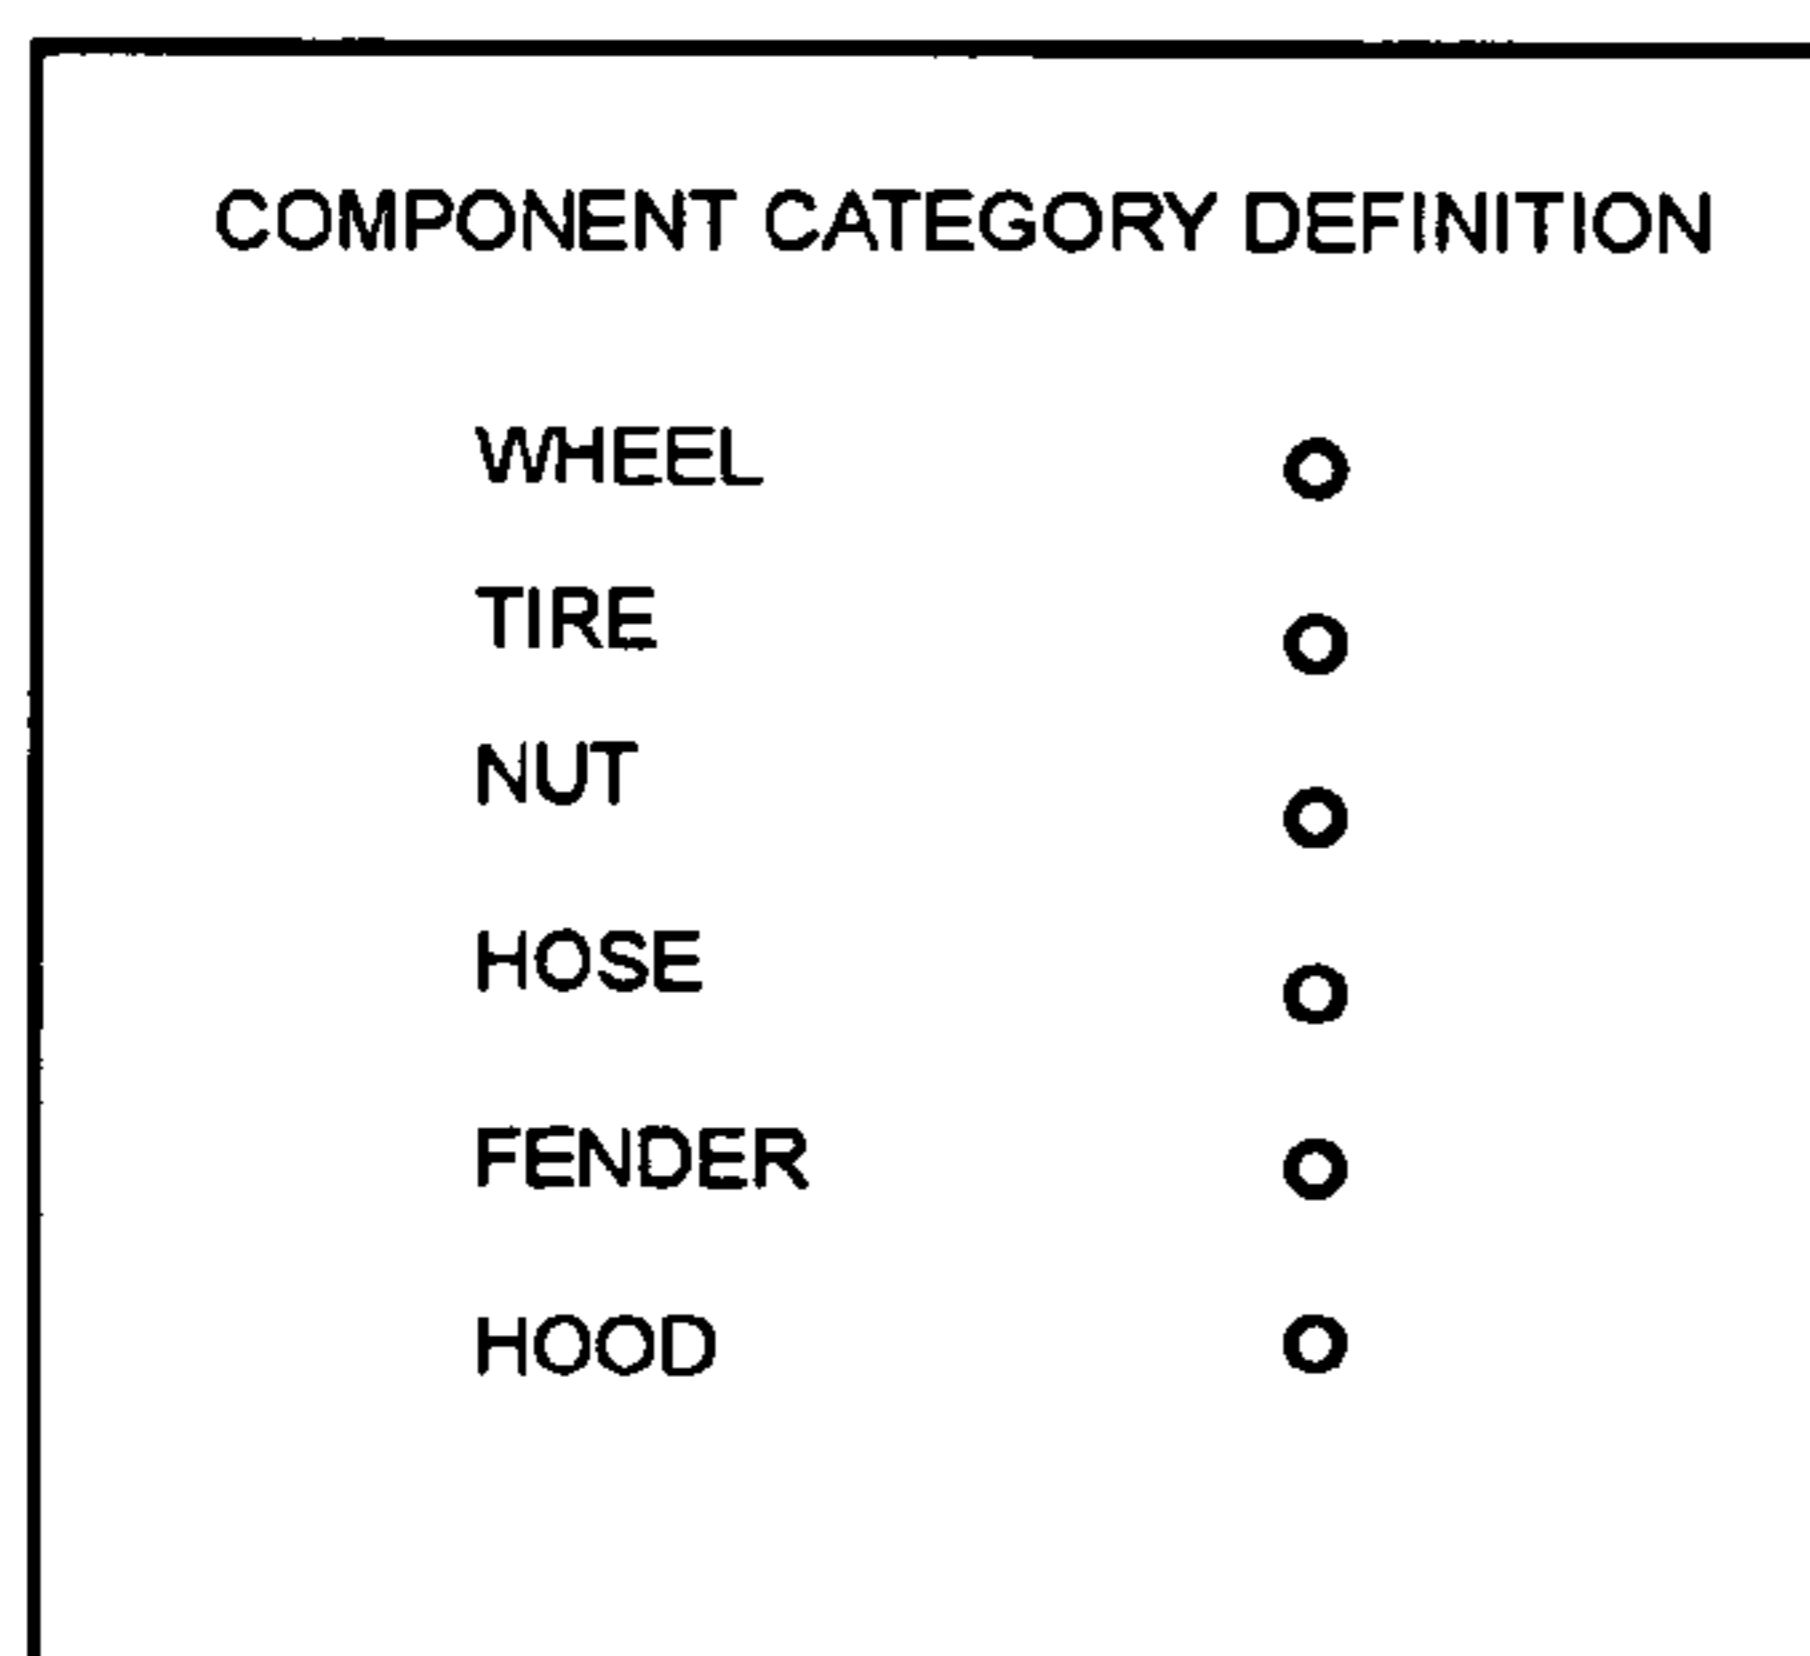 COMPONENT CATEGORY DEFINITION
WHEEL
TIRE
NUT
HOSE
FENDER
HOOD